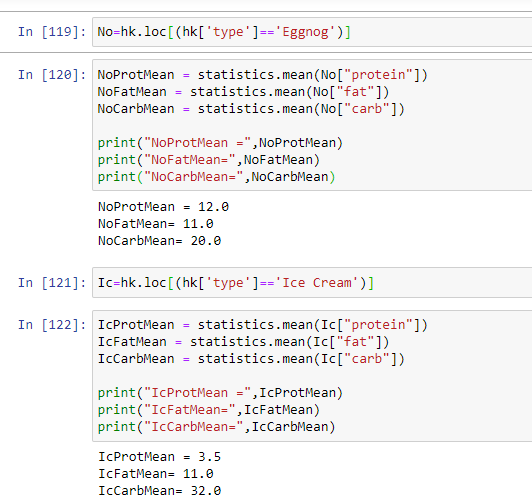 In [119]: No=hk.loc[(hk['type']=='Eggnog')]
In [120]: NoProtMean = statistics.mean(No["protein"])
NoFatMean = statistics.mean(No["fat"])
NoCarbMean = statistics.mean(No["carb"])
print("NoProtMean =",NoProtMean)
print("NoFatMean=",NoFatMean)
print("NoCarbMean=",NoCarbMean)
NoProtMean = 12.0
NoFatMean= 11.0
NoCarbMean= 20.0
In [121]: Ic=hk.loc[(hk['type']=='Ice Cream')]
In [122]: IcProtMean = statistics.mean(Ic["protein"])
IcFatMean = statistics.mean(Ic["fat"])
IcCarbMean = statistics.mean(Ic["carb"])
print("IcProtMean =",IcProtMean)
print("IcFatMean=",IcFatMean)
print("IcCarbMean=",IcCarbMean)
IcProtMean = 3.5
IcFatMean= 11.0
IcCarbMean= 32.0